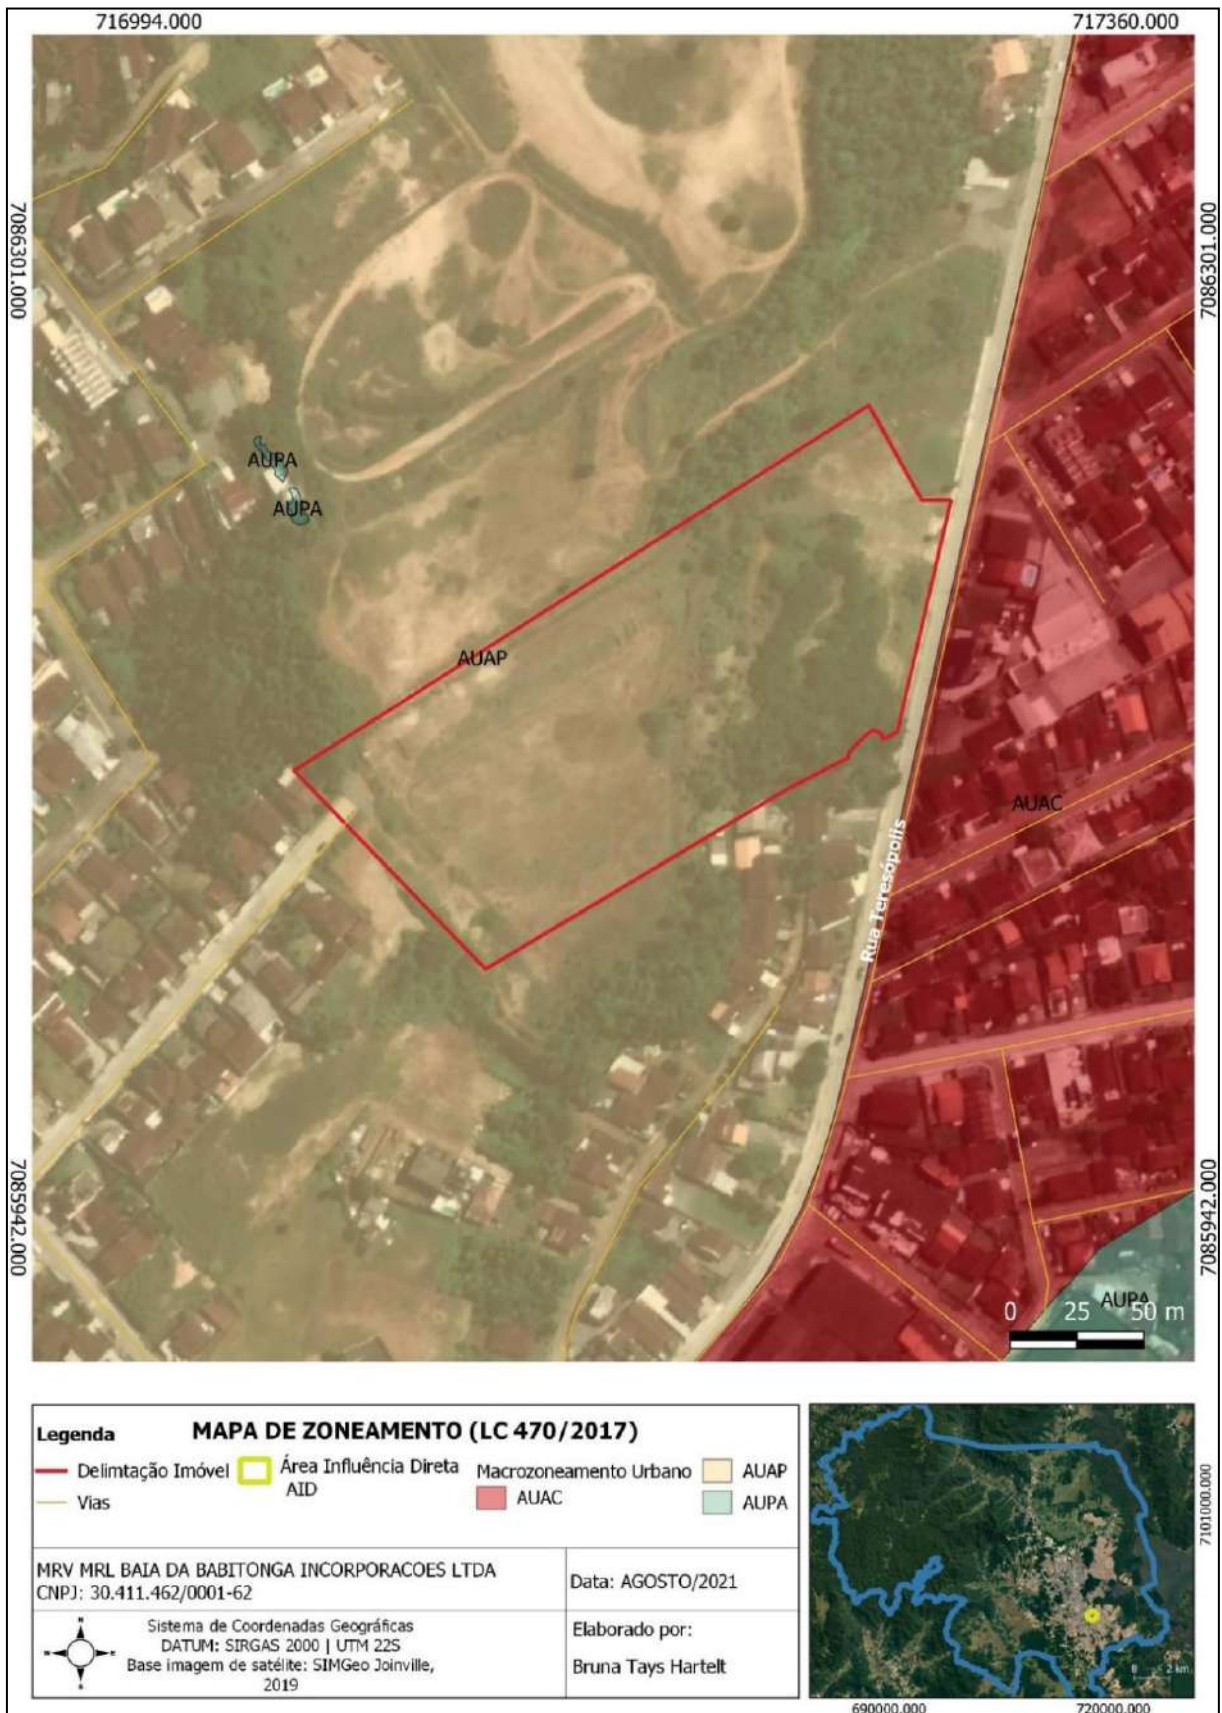 716994.000
717360.000
7086301.000
7086301.000
AUPA
AUPA
AUAP
AUAC
Rua Teresópolis
7085942.000
7085942.000
AUPA
0 25 50 m
Legenda
MAPA DE ZONEAMENTO (LC 470/2017)
Delimtação Imóvel
Área Influência Direta
AID
Macrozoneamento Urbano
AUAP
Vias
AUAC
AUPA
MRV MRL BAIA DA BABITONGA INCORPORACOES LTDA
CNPJ: 30.411.462/0001-62
Data: AGOSTO/2021
Sistema de Coordenadas Geográficas
DATUM: SIRGAS 2000 | UTM 22S
Base imagem de satélite: SIMGeo Joinville,
2019
Elaborado por:
Bruna Tays Hartelt
7101000.000
2 km
690000.000
720000.000